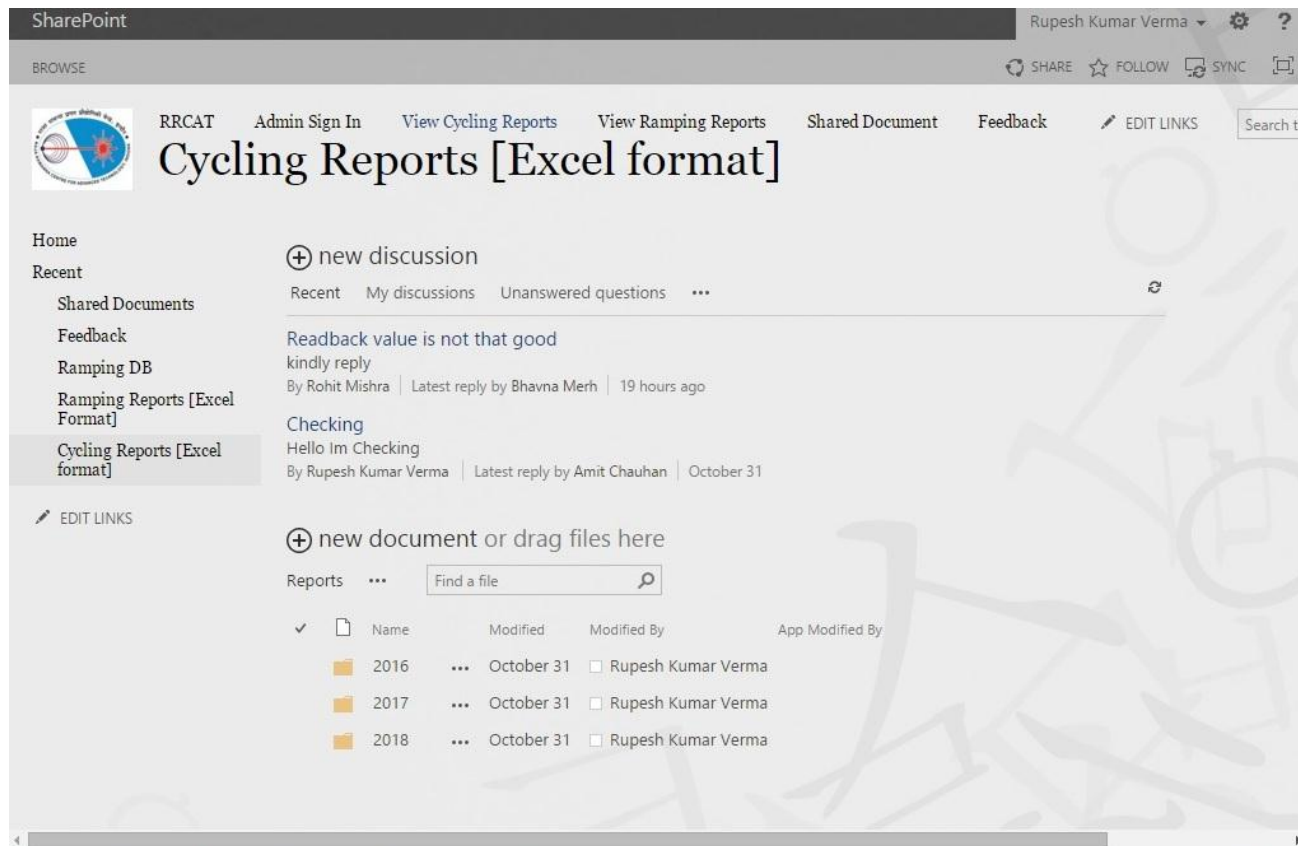 SharePoint
Rupesh Kumar Verma
?
BROWSE
SHARE FOLLOW SYNC
RRCAT Admin Sign In View Cycling Reports View Ramping Reports Shared Document Feedback EDIT LINKS
Search t
Cycling Reports [Excel format]
Home
Recent
Shared Documents
Feedback
Ramping DB
Ramping Reports [Excel
Format]
Cycling Reports [Excel
format]
EDIT LINKS
new discussion
Recent My discussions Unanswered questions ...
Readback value is not that good
kindly reply
By Rohit Mishra Latest reply by Bhavna Merh 19 hours ago
Checking
Hello Im Checking
By Rupesh Kumar Verma Latest reply by Amit Chauhan October 31
new document or drag files here
Reports ... Find a file
Name Modified Modified By App Modified By
2016 ... October 31 Rupesh Kumar Verma
2017 ... October 31 Rupesh Kumar Verma
2018 ... October 31 Rupesh Kumar Verma